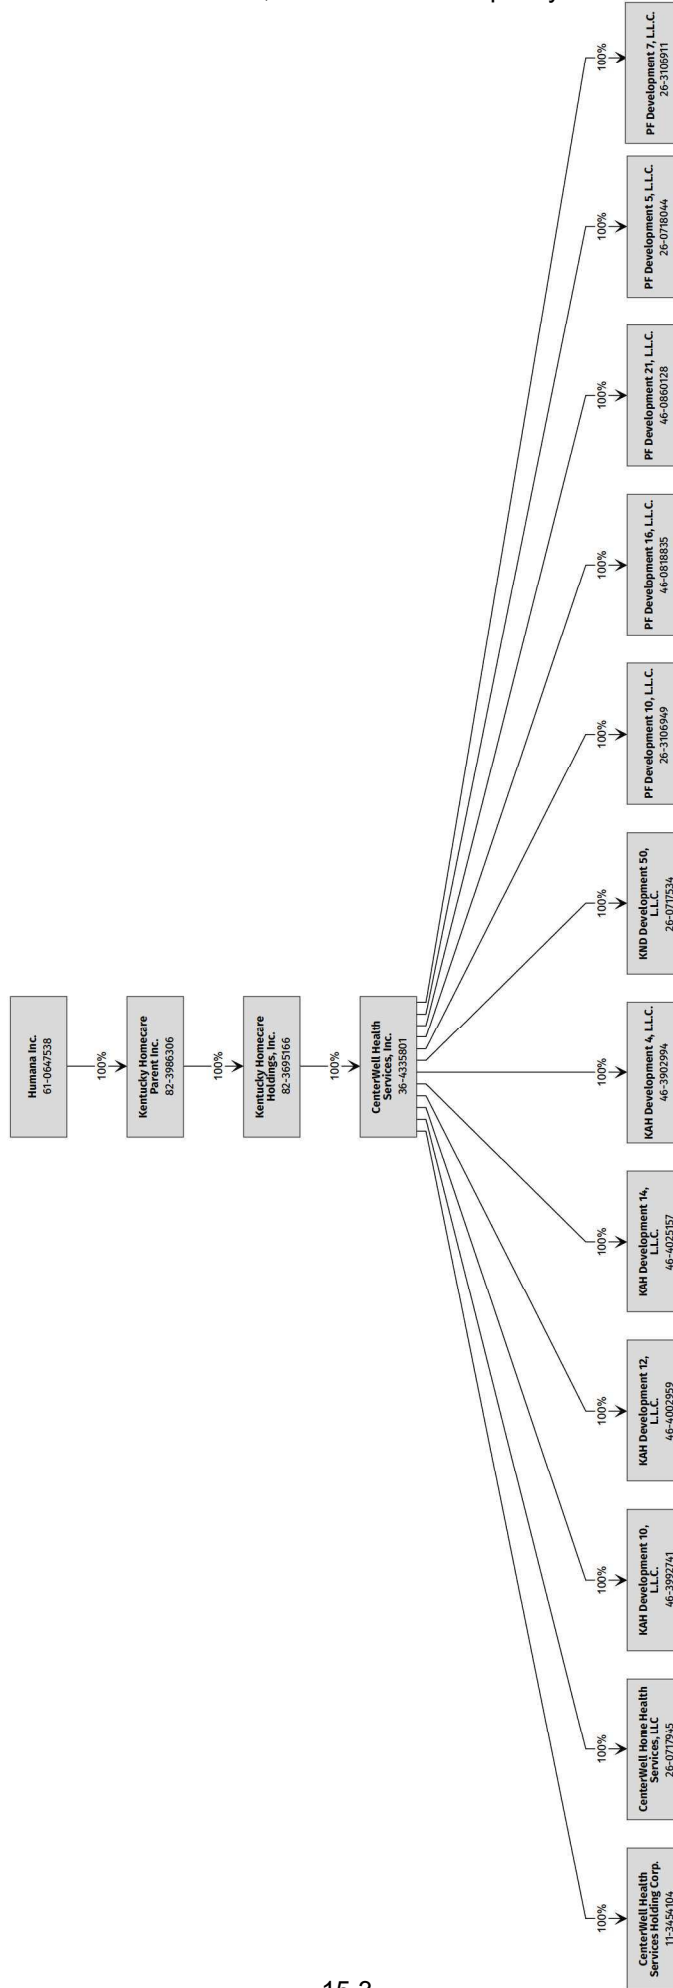 Humana Inc.
61-0647538
100%
Kentucky Homecare
Parent Inc.
82-3986306
100%
Kentucky Homecare
Holdings, Inc.
82-3695166
100%
CenterWell Health
Services, Inc.
36-4335801
100%
CenterWell Health
Services Holding Corp.
11-3454104
100%
CenterWell Home Health
Services, LLC
26-0717945
100%
KAH Development 10,
L.L.C.
46-3992741
100%
KAH Development 12,
L.L.C.
46-4002959
100%
KAH Development 14,
L.L.C.
46-4025157
100%
KAH Development 4, L.L.C.
46-3902994
100%
KND Development 50,
L.L.C.
26-0717534
100%
PF Development 10, L.L.C.
26-3106949
100%
PF Development 16, L.L.C.
46-0818835
100%
PF Development 21, L.L.C.
46-0860128
100%
PF Development 5, L.L.C.
26-0718044
100%
PF Development 7, L.L.C.
26-3106911